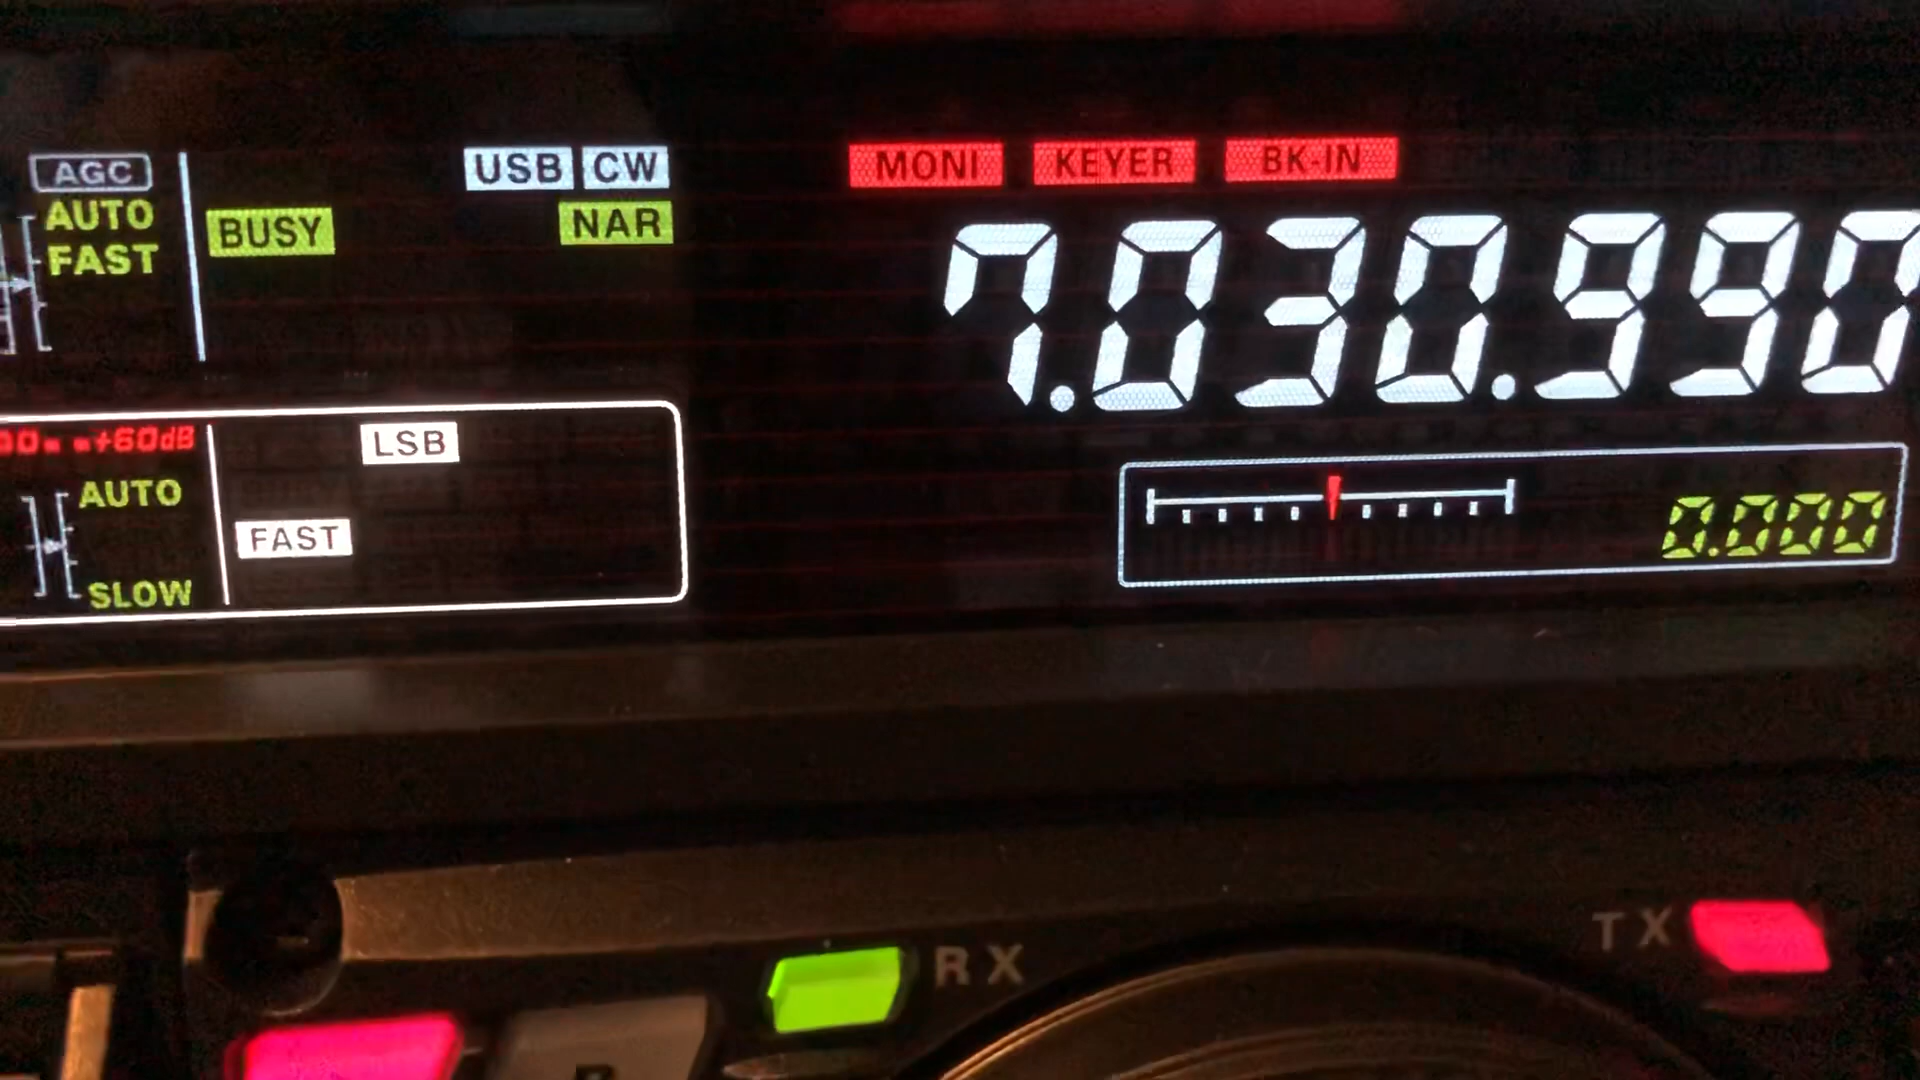 AGC
AUTO
FAST
BUSY
USB CW
NAR
MONI KEYER BK-IN
7.030.990
+60dB
LSB
AUTO
FAST
SLOW
0.000
RX
TX